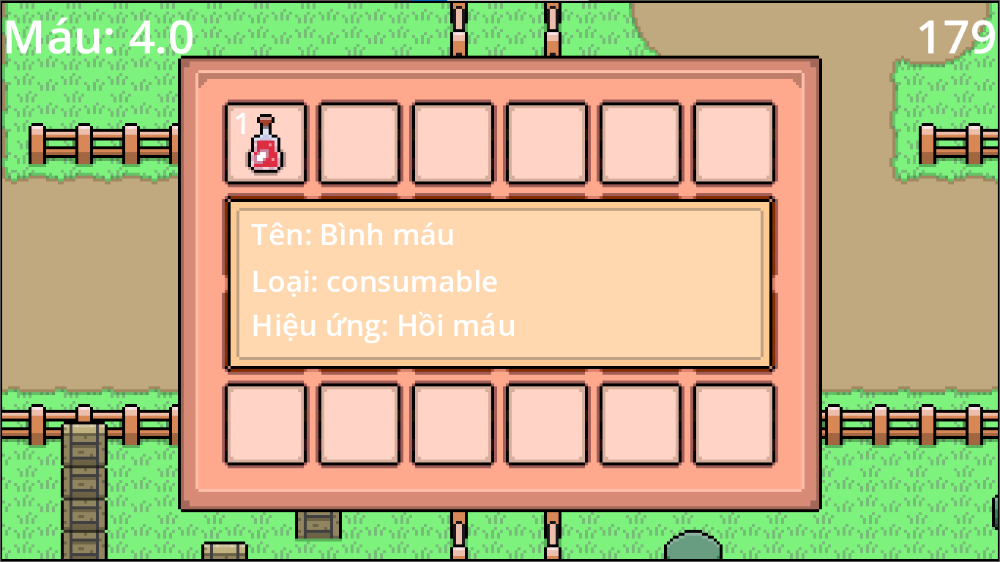 Máu: 4.0
179
1
Tên: Bình máu
Loại: consumable
Hiệu ứng: Hồi máu